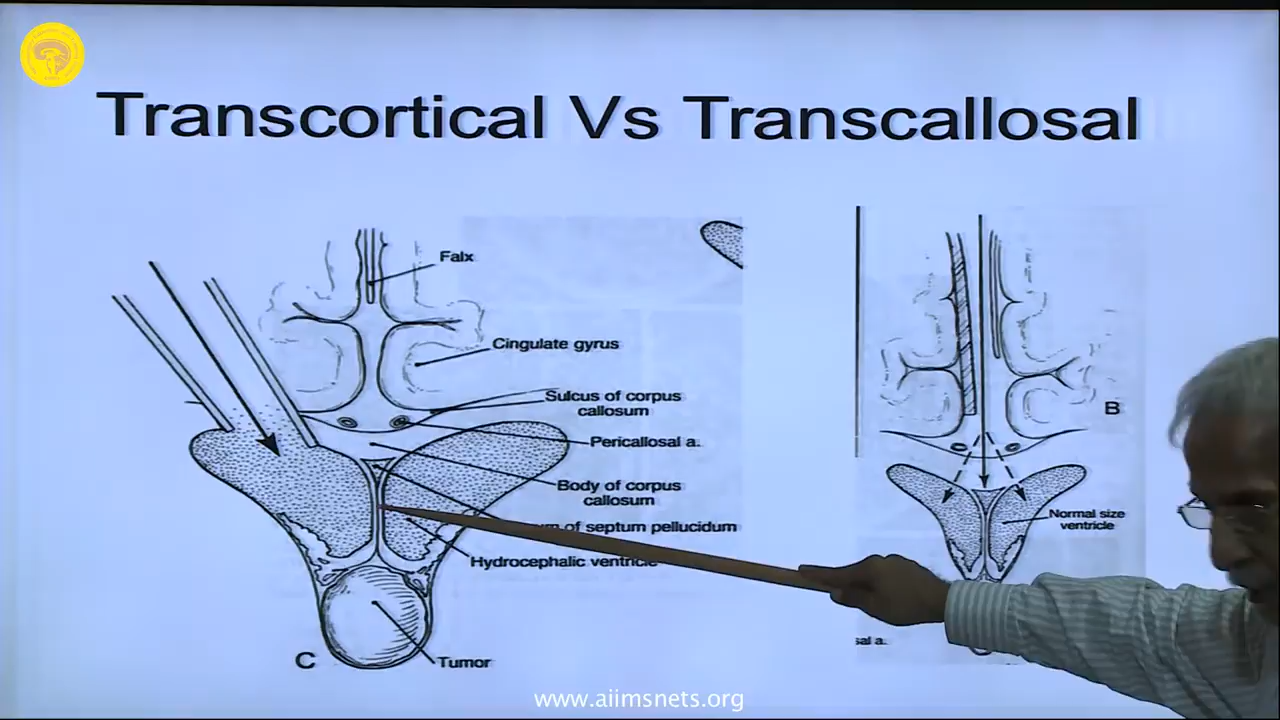 Transcortical Vs Transcallosal
Falx
Cingulate gyrus
Sulcus of corpus
callosum
Pericallosal a.
Body of corpus
callosum
of septum pellucidum
Hydrocephalic ventricle
Tumor
C
B
Normal size
ventricle
a.
www.aiimsnets.org